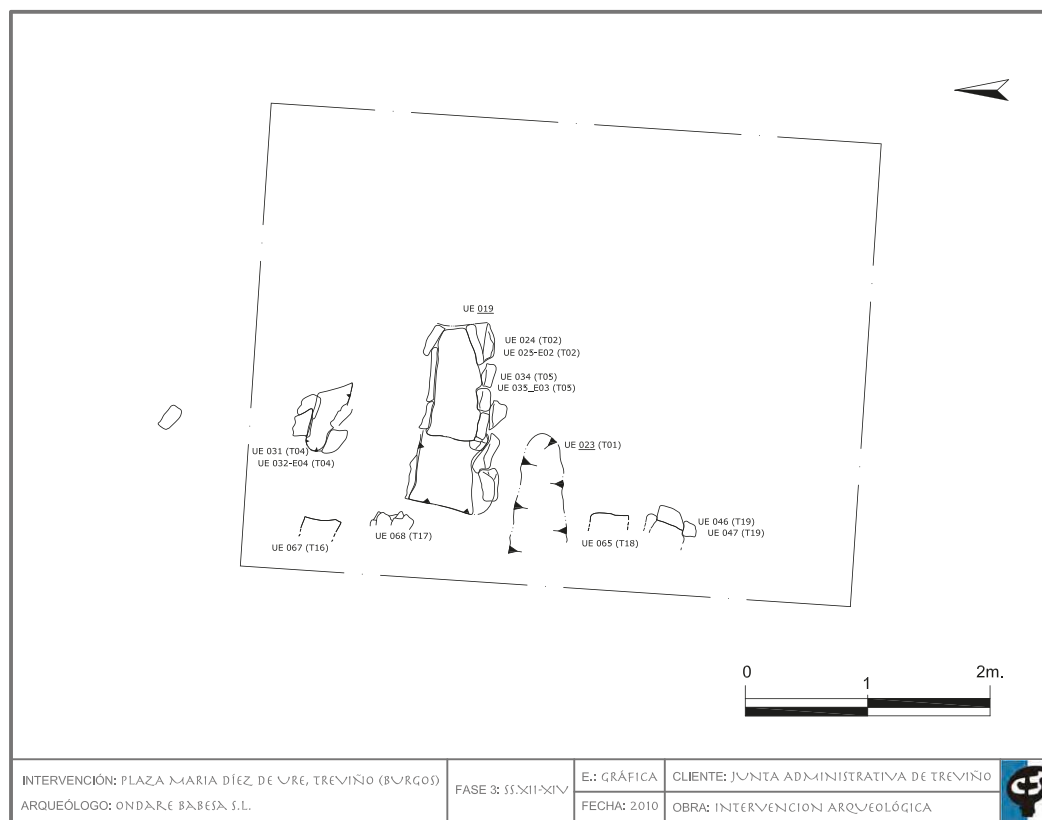 UE 019
UE 024 (T02)
UE 025-E02 (T02)
UE 034 (T05)
UE 035_E03 (T05)
UE 023 (T01)
UE 031 (T04)
UE 032-E04 (T04)
UE 067 (T16)
UE 068 (T17)
UE 065 (T18)
UE 046 (T19)
UE 047 (T19)
0 1 2m.
INTERVENCIÓN: PLAZA MARIA DÍEZ DE URE, TREVIÑO (BURGOS)
ARQUEÓLOGO: ONDARE BABESA S.L.
FASE 3: SS.XII-XIV
E.: GRÁFICA
FECHA: 2010
CLIENTE: JUNTA ADMINISTRATIVA DE TREVIÑO
OBRA: INTERVENCION ARQUEOLÓGICA